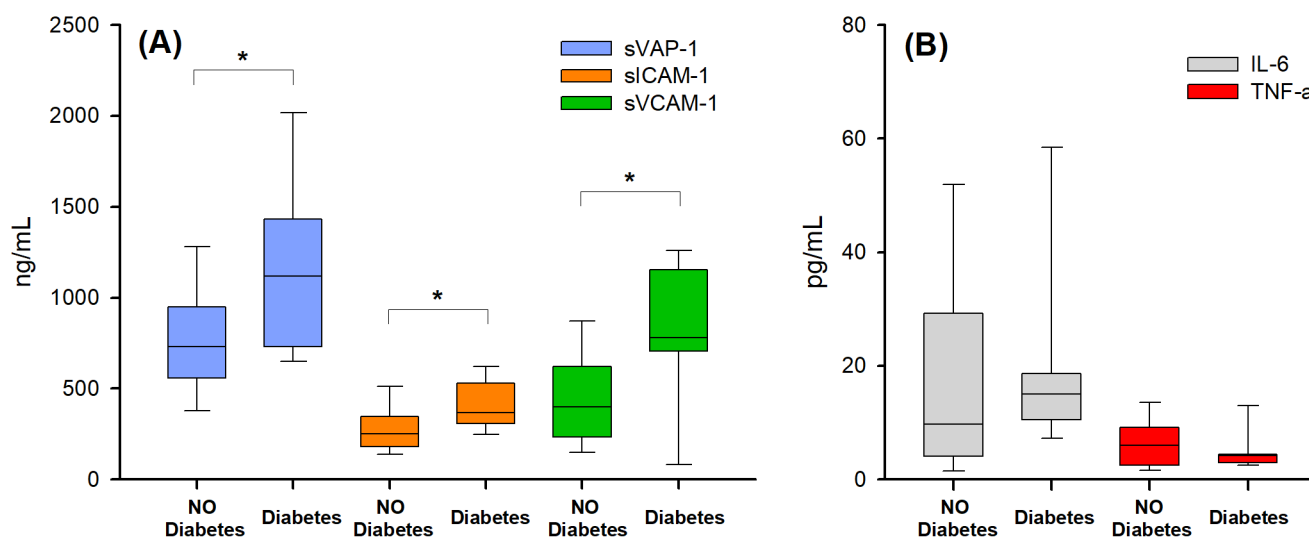 (A)
sVAP-1
sICAM-1
sVCAM-1
*
*
*
ng/mL
2500
2000
1500
1000
500
0
NO Diabetes
Diabetes
NO Diabetes
Diabetes
NO Diabetes
Diabetes
(B)
IL-6
TNF-a
pg/mL
80
60
40
20
0
NO Diabetes
Diabetes
NO Diabetes
Diabetes